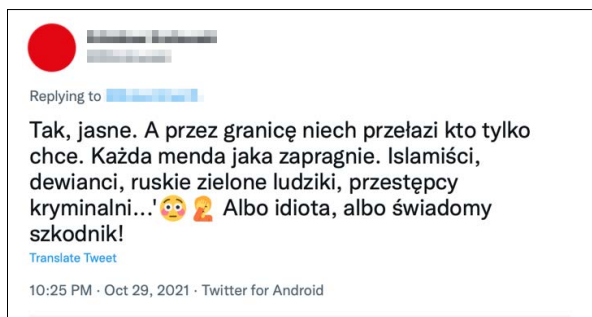 Replying to
Tak, jasne. A przez granicę niech przełazi kto tylko
chce. Każda menda jaka zapragnie. Islamiści,
dewianci, ruskie zielone ludziki, przestępcy
kryminalni...'😳 🤦 Albo idiota, albo świadomy
szkodnik!
Translate Tweet
10:25 PM · Oct 29, 2021 · Twitter for Android